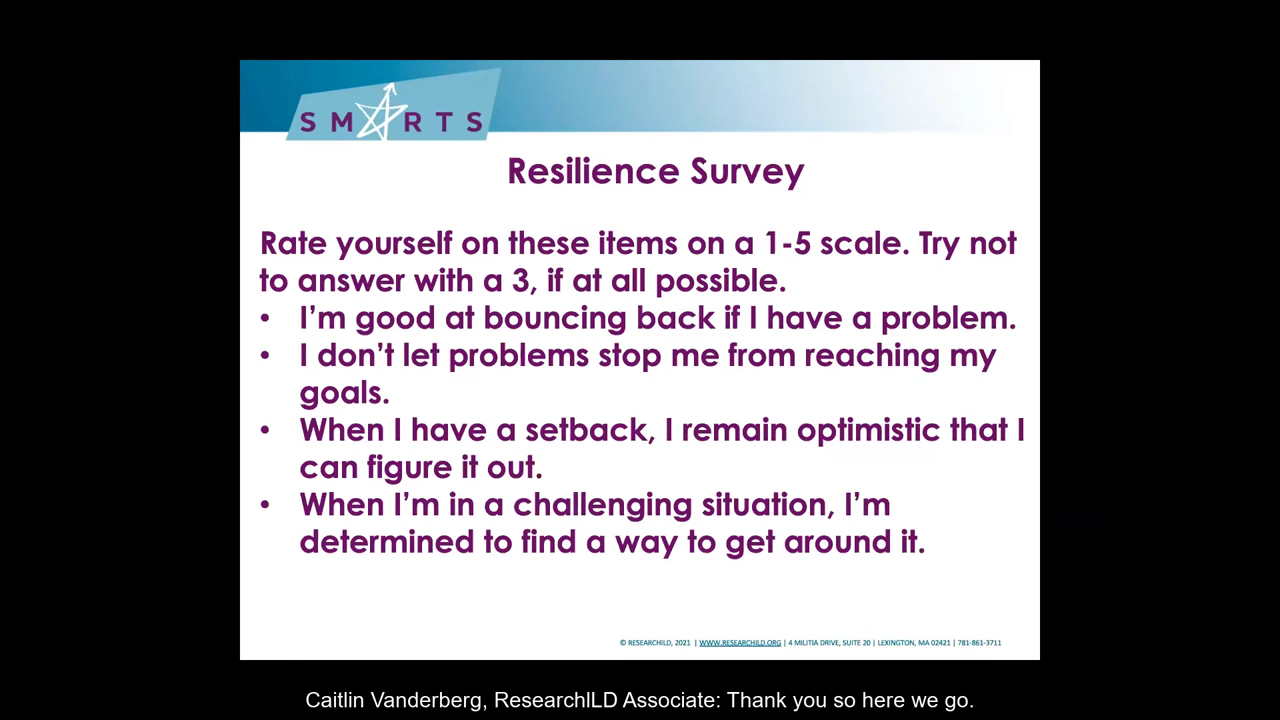 SMARTS
Resilience Survey
Rate yourself on these items on a 1-5 scale. Try not
to answer with a 3, if at all possible.
• I’m good at bouncing back if I have a problem.
• I don’t let problems stop me from reaching my
goals.
• When I have a setback, I remain optimistic that I
can figure it out.
• When I’m in a challenging situation, I’m
determined to find a way to get around it.
© RESEARCHILD, 2021 | WWW.RESEARCHILD.ORG | 4 MILITIA DRIVE, SUITE 20 | LEXINGTON, MA 02421 | 781-861-3711
Caitlin Vanderberg, ResearchILD Associate: Thank you so here we go.